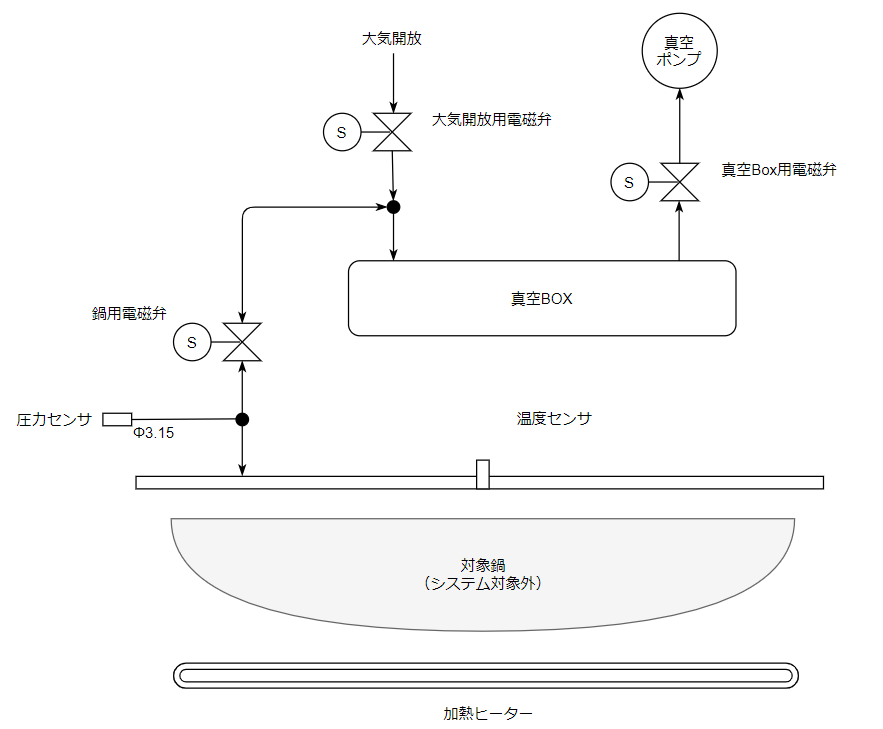 大気開放
真空
ポンプ
S
大気開放用電磁弁
S
真空Box用電磁弁
真空BOX
鍋用電磁弁
S
圧力センサ
Φ3.15
温度センサ
対象鍋
（システム対象外）
加熱ヒーター